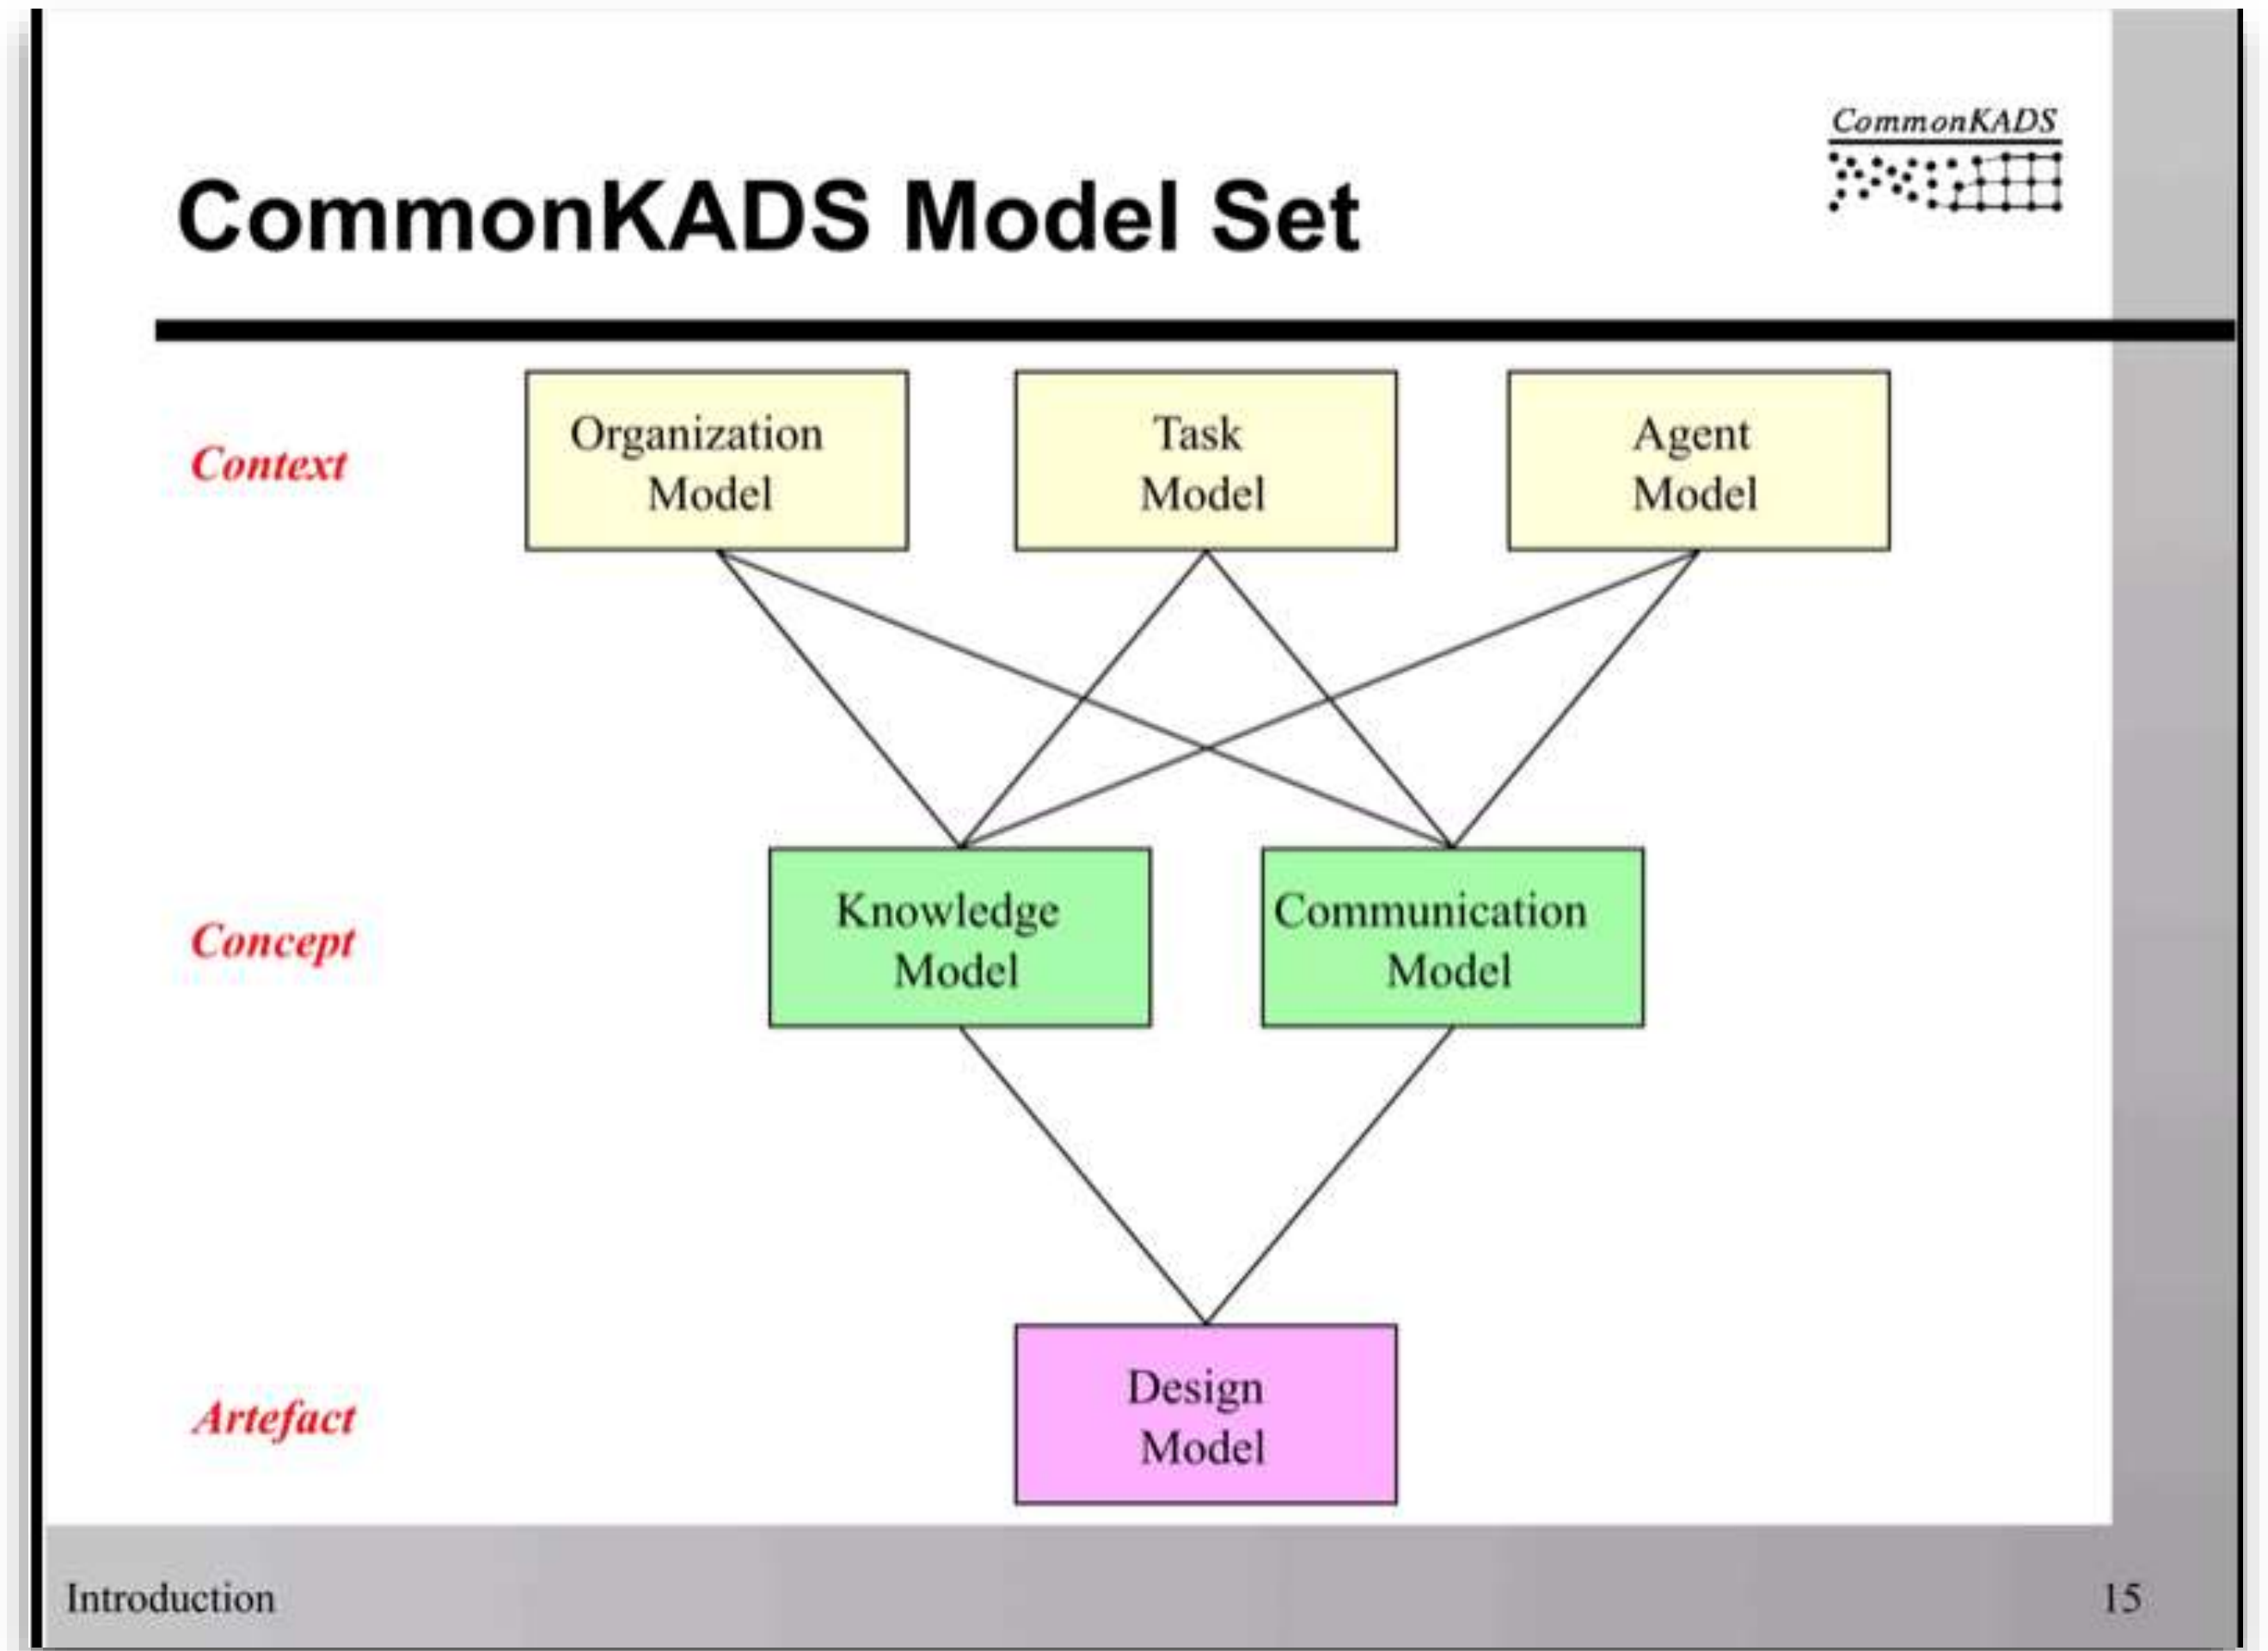 CommonKADS
CommonKADS Model Set
Context
Organization
Model
Task
Model
Agent
Model
Concept
Knowledge
Model
Communication
Model
Artefact
Design
Model
Introduction
15